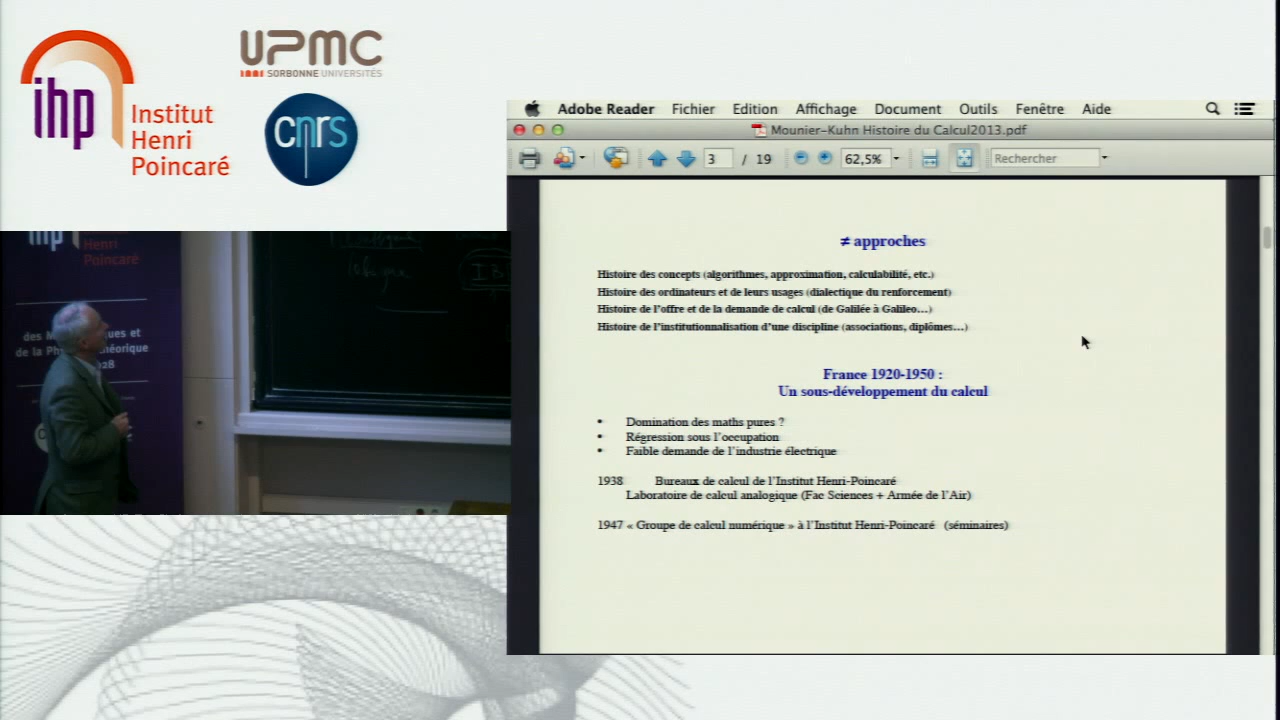 ihp
Institut
Henri
Poincaré
UPMC
SORBONNE UNIVERSITÉS
cnrs
Adobe Reader Fichier Edition Affichage Document Outils Fenêtre Aide
Mounier-Kuhn Histoire du Calcul2013.pdf
3 / 19 62,5% Rechercher
≠ approches
Histoire des concepts (algorithmes, approximation, calculabilité, etc.)
Histoire des ordinateurs et de leurs usages (dialectique du renforcement)
Histoire de l'offre et de la demande de calcul (de Galilée à Galileo…)
Histoire de l'institutionnalisation d'une discipline (associations, diplômes…)
France 1920-1950 :
Un sous-développement du calcul
• Domination des maths pures ?
• Régression sous l'occupation
• Faible demande de l'industrie électrique
1938 Bureaux de calcul de l'Institut Henri-Poincaré
Laboratoire de calcul analogique (Fac Sciences + Armée de l'Air)
1947 « Groupe de calcul numérique » à l'Institut Henri-Poincaré (séminaires)
ihp
Henri
Poincaré